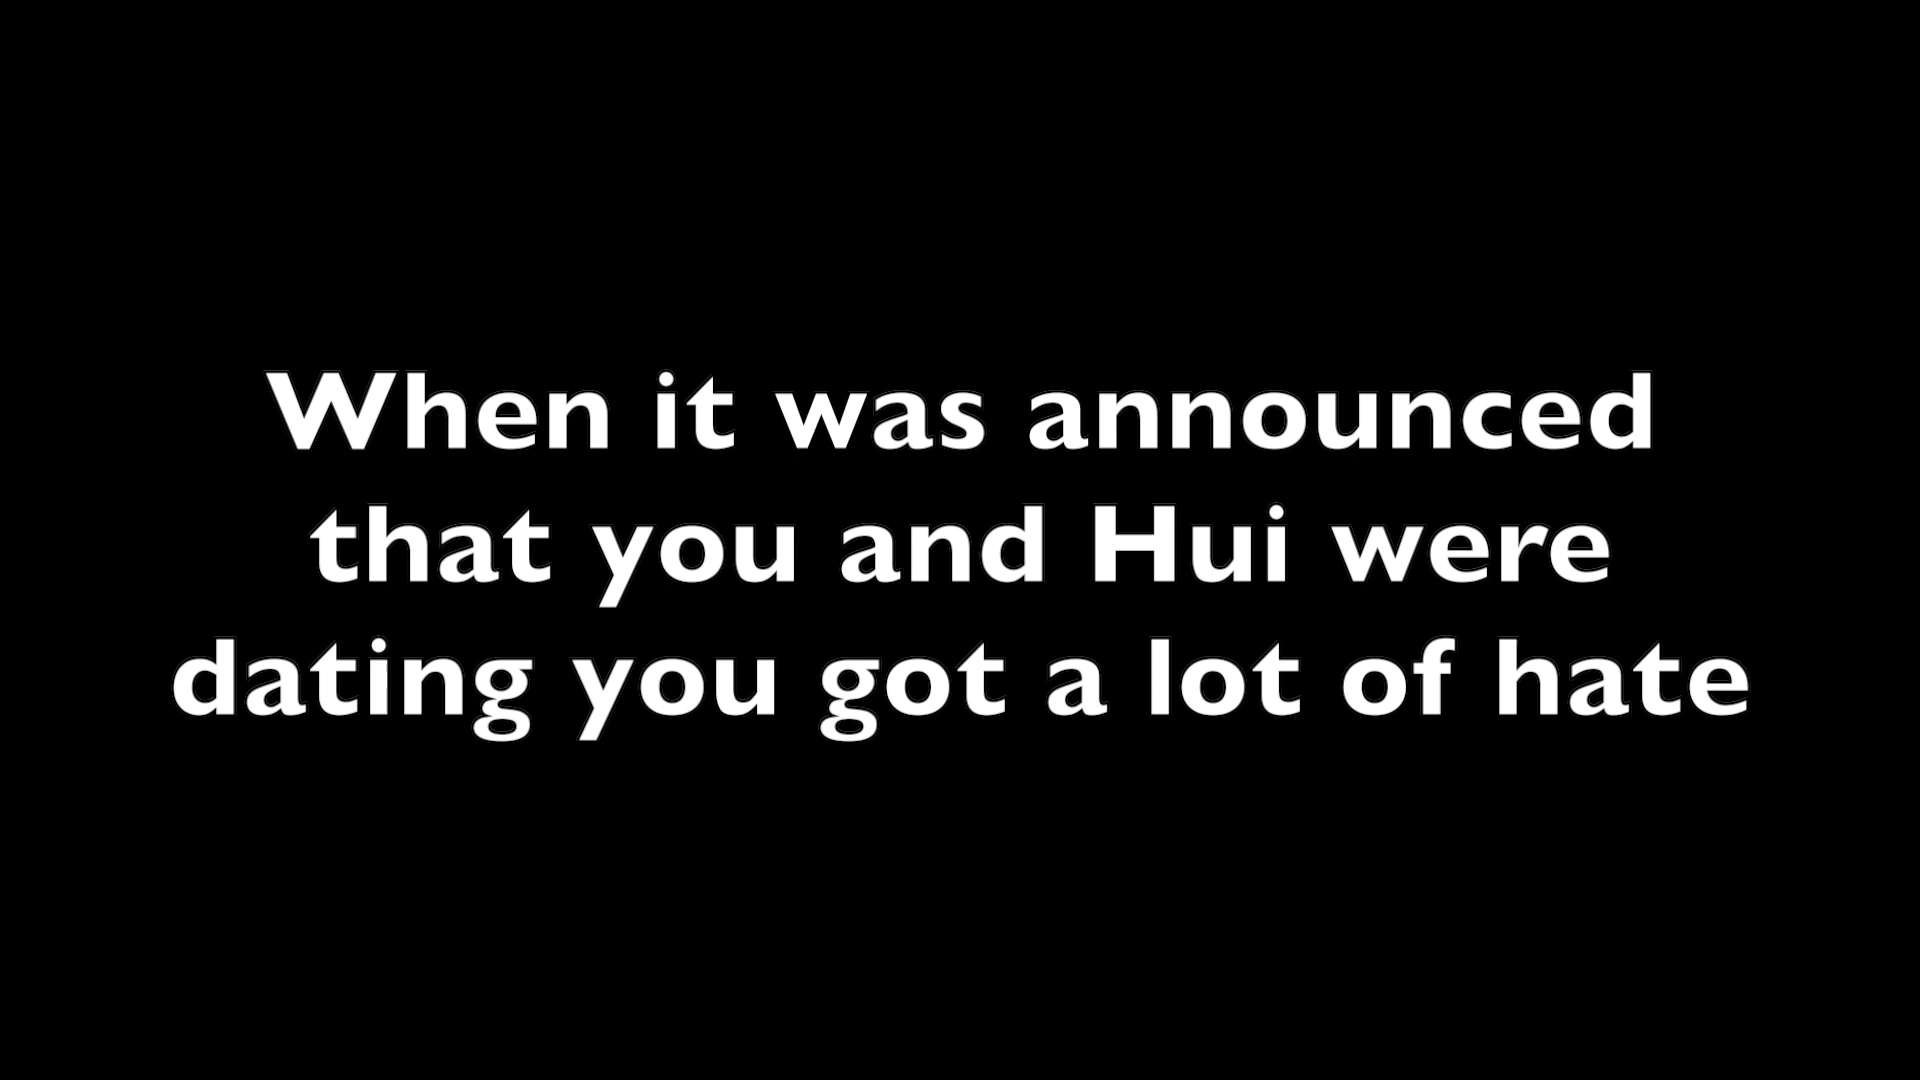 When it was announced
that you and Hui were
dating you got a lot of hate